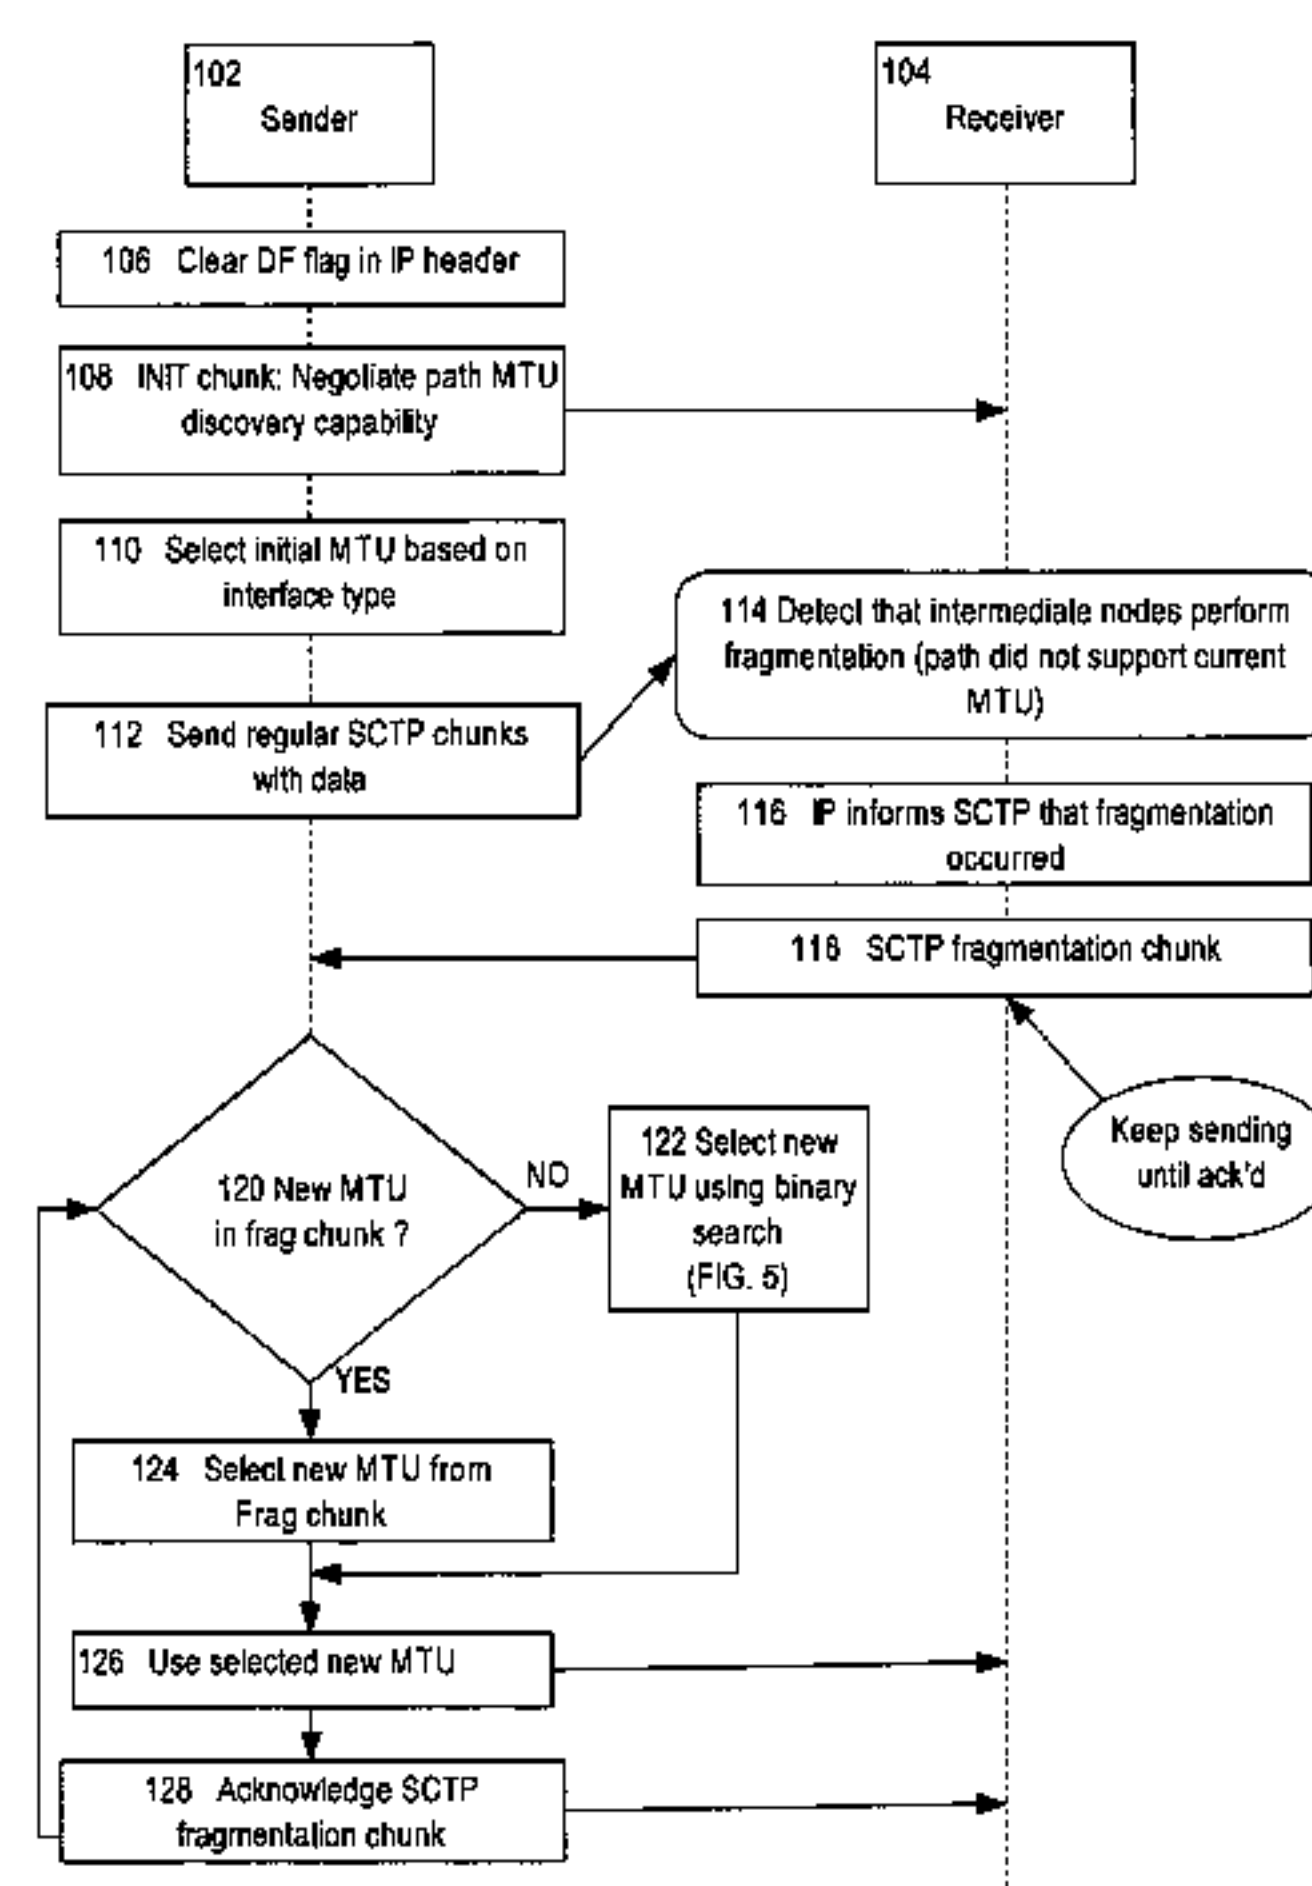 102
Sender
104
Receiver
106 Clear DF flag in IP header
108 INIT chunk: Negotiate path MTU
discovery capability
110 Select initial MTU based on
interface type
114 Detect that intermediate nodes perform
fragmentation (path did not support current
MTU)
112 Send regular SCTP chunks
with data
116 IP informs SCTP that fragmentation
occurred
118 SCTP fragmentation chunk
Keep sending
until ack'd
120 New MTU
in frag chunk ?
NO
122 Select new
MTU using binary
search
(FIG. 5)
YES
124 Select new MTU from
Frag chunk
126 Use selected new MTU
128 Acknowledge SCTP
fragmentation chunk